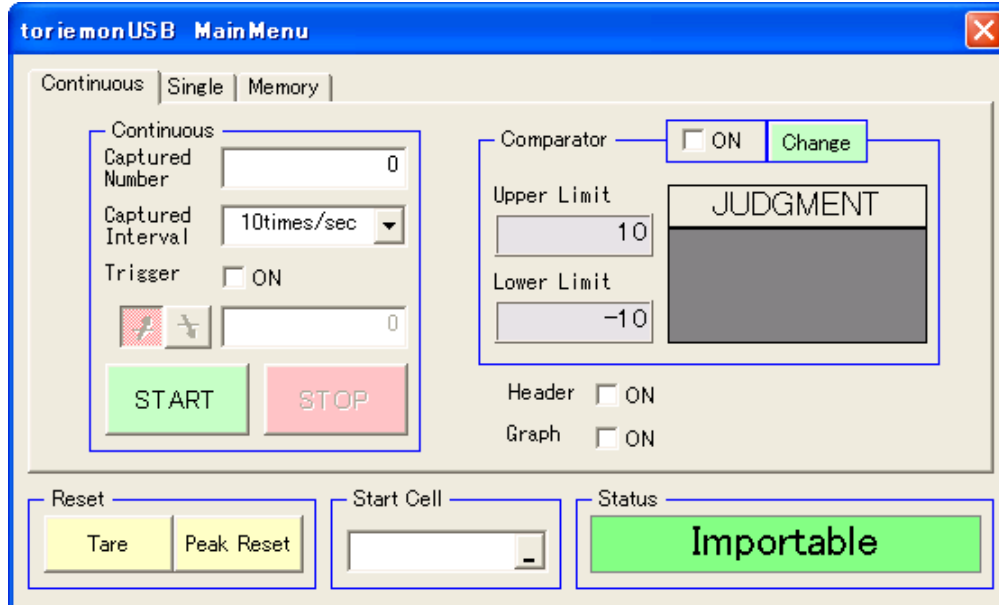 toriemonUSB MainMenu
Continuous Single Memory
Continuous
Captured Number
0
Captured Interval
10times/sec
Trigger
ON
0
START
STOP
Comparator
ON
Change
Upper Limit
10
Lower Limit
-10
JUDGMENT
Header
ON
Graph
ON
Reset
Tare
Peak Reset
Start Cell
Status
Importable